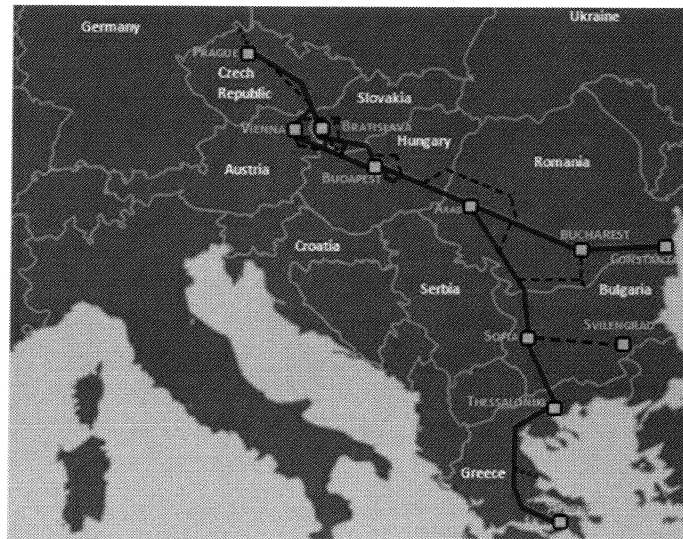 Germany
Ukraine
PRAGUE
Czech
Republic
Slovakia
VIENNA
BRATISLAVA
Hungary
Austria
BUDAPEST
Romania
ARAD
BUCHAREST
CONSTANTA
Croatia
Serbia
Bulgaria
SOFIA
SVILENGRAD
THESSALONIKI
Greece